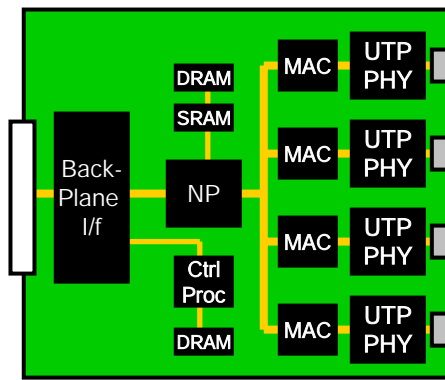 DRAM
SRAM
Back-
Plane
I/f
NP
Ctrl
Proc
DRAM
MAC
UTP
PHY
MAC
UTP
PHY
MAC
UTP
PHY
MAC
UTP
PHY